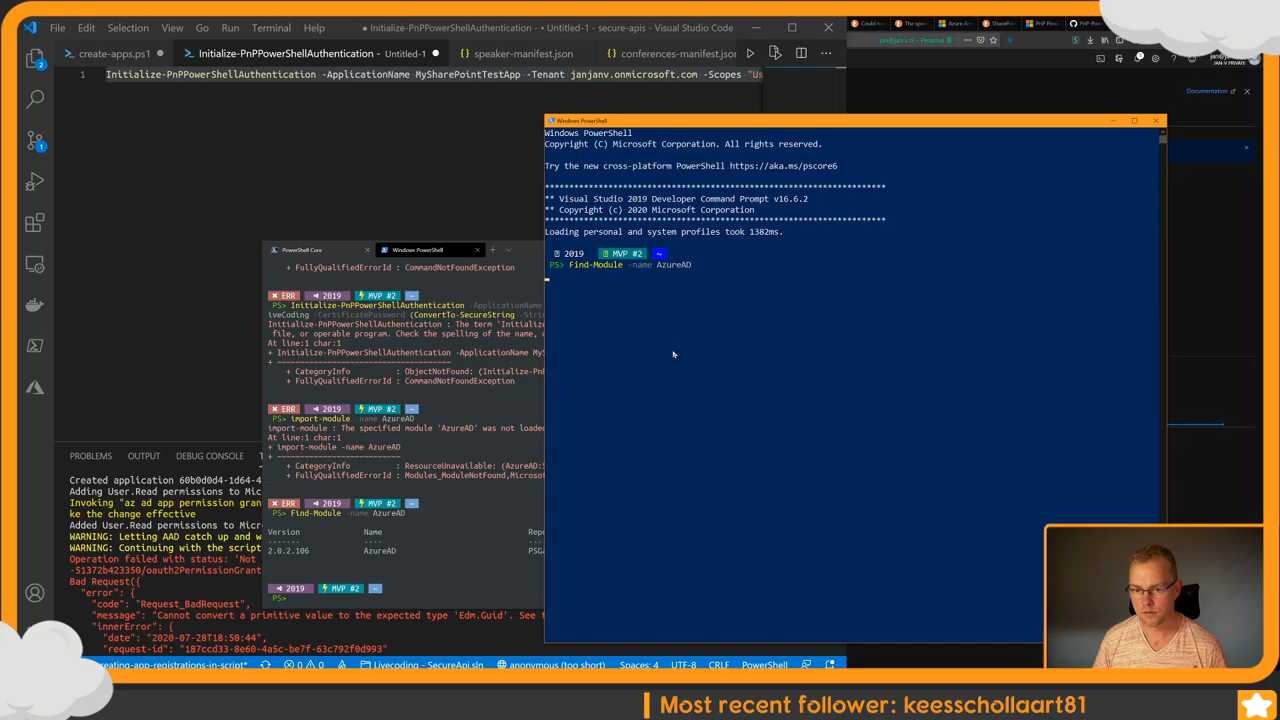 File Edit Selection View Go Run Terminal Help
● Initialize-PnPPowerShellAuthentication - Untitled-1 - secure-apis
create-apps.ps1
Initialize-PnPPowerShellAuthentication · Untitled-1
speaker-manifest.json
conferences-manifest.json
1 Initialize-PnPPowerShellAuthentication -ApplicationName MySharePointTestApp -Tenant janjanv.onmicrosoft.com -Scopes "Us
Documentation
Windows PowerShell
Windows PowerShell
Copyright (C) Microsoft Corporation. All rights reserved.
Try the new cross-platform PowerShell https://aka.ms/pscore6
**********************************************************************
** Visual Studio 2019 Developer Command Prompt v16.6.2
** Copyright (c) 2020 Microsoft Corporation
**********************************************************************
Loading personal and system profiles took 1382ms.
2019 MVP #2 ~
PS> Find-Module -name AzureAD
PowerShell Core
Windows PowerShell
+ FullyQualifiedErrorId : CommandNotFoundException
ERR 2019 MVP #2 ~
PS> Initialize-PnPPowerShellAuthentication -ApplicationName
iveCoding -CertificatePassword (ConvertTo-SecureString -Strin
Initialize-PnPPowerShellAuthentication : The term 'Initialize
file, or operable program. Check the spelling of the name, o
At line:1 char:1
+ Initialize-PnPPowerShellAuthentication -ApplicationName MyS
+ CategoryInfo : ObjectNotFound: (Initialize-PnP
+ FullyQualifiedErrorId : CommandNotFoundException
ERR 2019 MVP #2 ~
PS> import-module -name AzureAD
import-module : The specified module 'AzureAD' was not loaded
At line:1 char:1
+ import-module -name AzureAD
+ CategoryInfo : ResourceUnavailable: (AzureAD:S
+ FullyQualifiedErrorId : Modules_ModuleNotFound,Microsof
ERR 2019 MVP #2 ~
PS> Find-Module -name AzureAD
Version Name Repo
2.0.2.106 AzureAD PSGa
2019 MVP #2 ~
PS>
PROBLEMS OUTPUT DEBUG CONSOLE
Created application 60b0d0d4-1d64-4
Adding User.Read permissions to Mic
Invoking "az ad app permission gran
ke the change effective
Added User.Read permissions to Micr
WARNING: Letting AAD catch up and w
WARNING: Continuing with the script
Operation failed with status: 'Not
-51372b423350/oauth2PermissionGrant
Bad Request({
"error": {
"code": "Request_BadRequest",
"message": "Cannot convert a primitive value to the expected type 'Edm.Guid'. See t
"innerError": {
"date": "2020-07-28T18:50:44",
"request-id": "187ccd33-6e60-4a5c-be7f-63c792f0d993"
creating-app-registrations-in-script* 0 0 Livecoding - SecureApi.sln anonymous (too short) Spaces: 4 UTF-8 CRLF PowerShell
Most recent follower: keesschollaart81